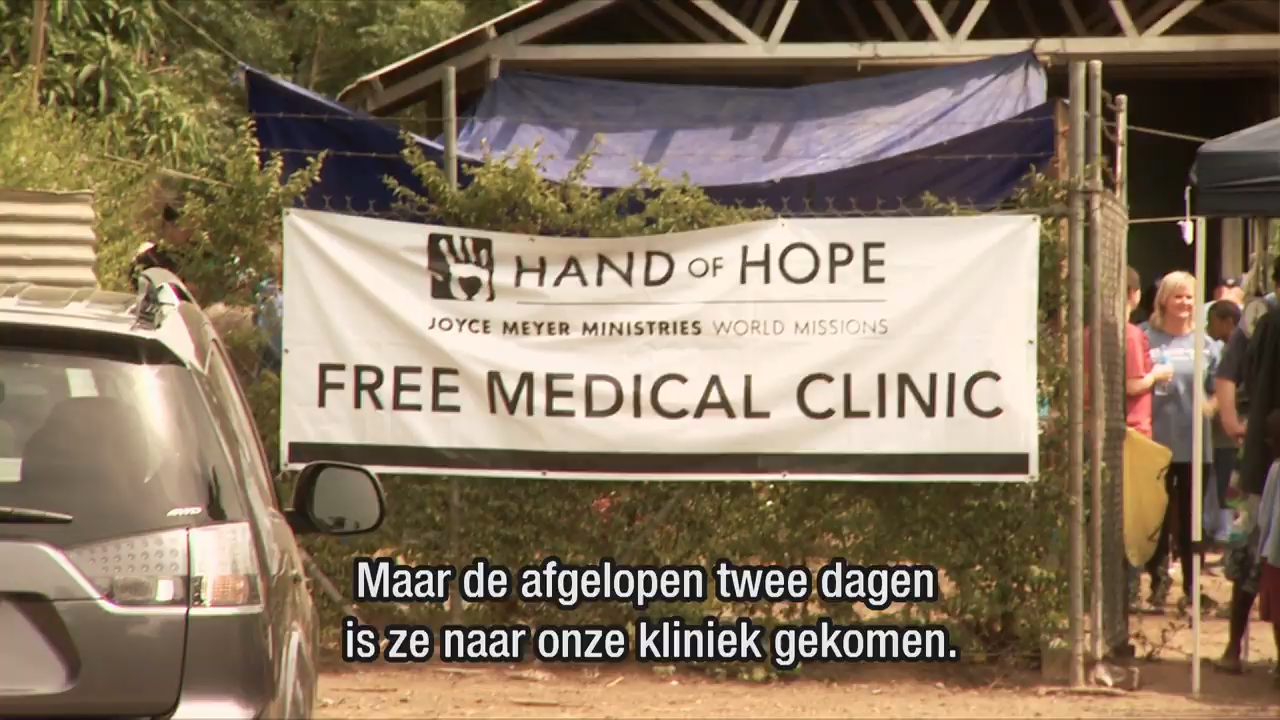 HAND OF HOPE
JOYCE MEYER MINISTRIES WORLD MISSIONS
FREE MEDICAL CLINIC
4WD
Maar de afgelopen twee dagen
is ze naar onze kliniek gekomen.